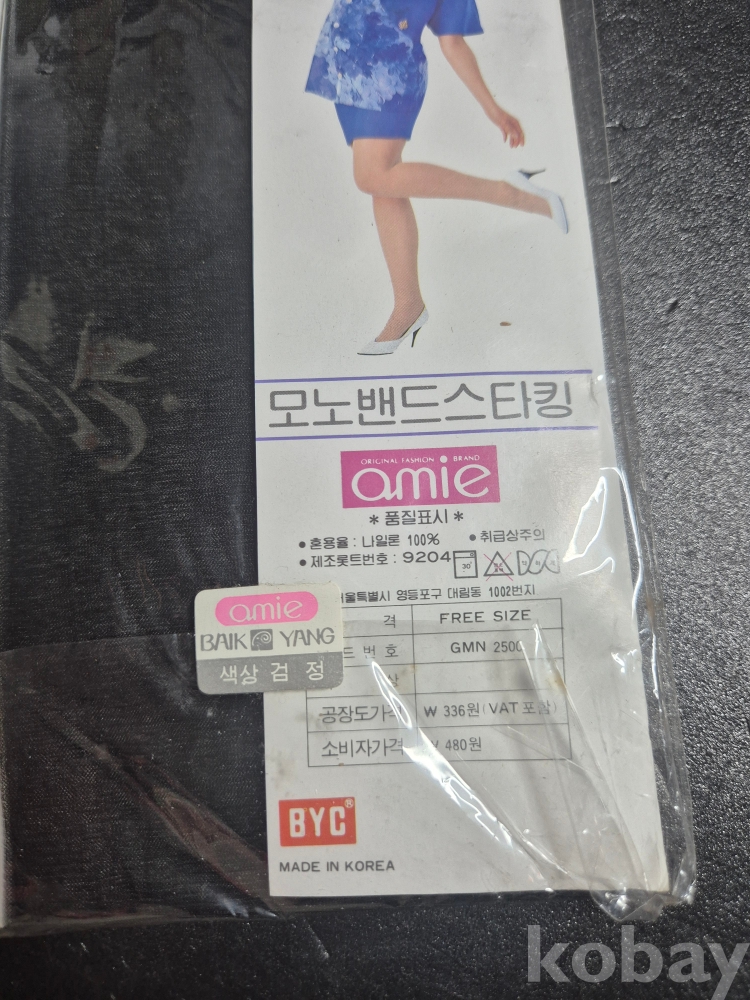 모노밴드스타킹
ORIGINAL FASHION BRAND
amie
*품질표시*
●혼용율 : 나일론 100% ●취급상주의
●제조롯트번호 : 9204
30
울특별시 영등포구 대림동 1002번지
격 FREE SIZE
드 번 호 GMN 2500
상
공장도가격 ₩ 336원(VAT 포함)
소비자가격 ₩ 480원
amie
BAIK YANG
색상 검 정
BYC®
MADE IN KOREA
kobay